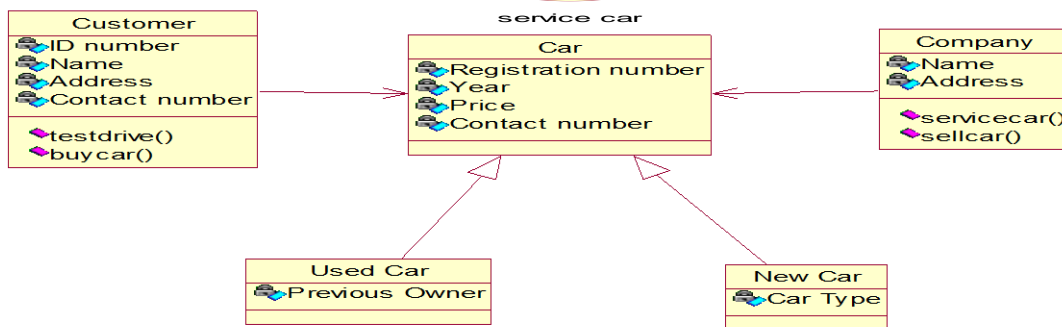 service car
Customer
ID number
Name
Address
Contact number
testdrive()
buycar()
Car
Registration number
Year
Price
Contact number
Company
Name
Address
servicecar()
sellcar()
Used Car
Previous Owner
New Car
Car Type